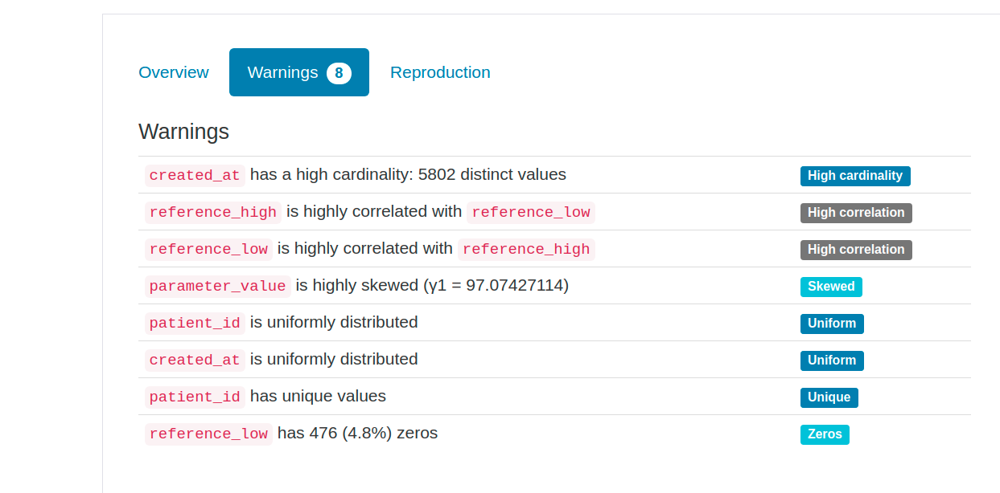 Overview Warnings 8 Reproduction
Warnings
created_at has a high cardinality: 5802 distinct values High cardinality
reference_high is highly correlated with reference_low High correlation
reference_low is highly correlated with reference_high High correlation
parameter_value is highly skewed (γ1 = 97.07427114) Skewed
patient_id is uniformly distributed Uniform
created_at is uniformly distributed Uniform
patient_id has unique values Unique
reference_low has 476 (4.8%) zeros Zeros